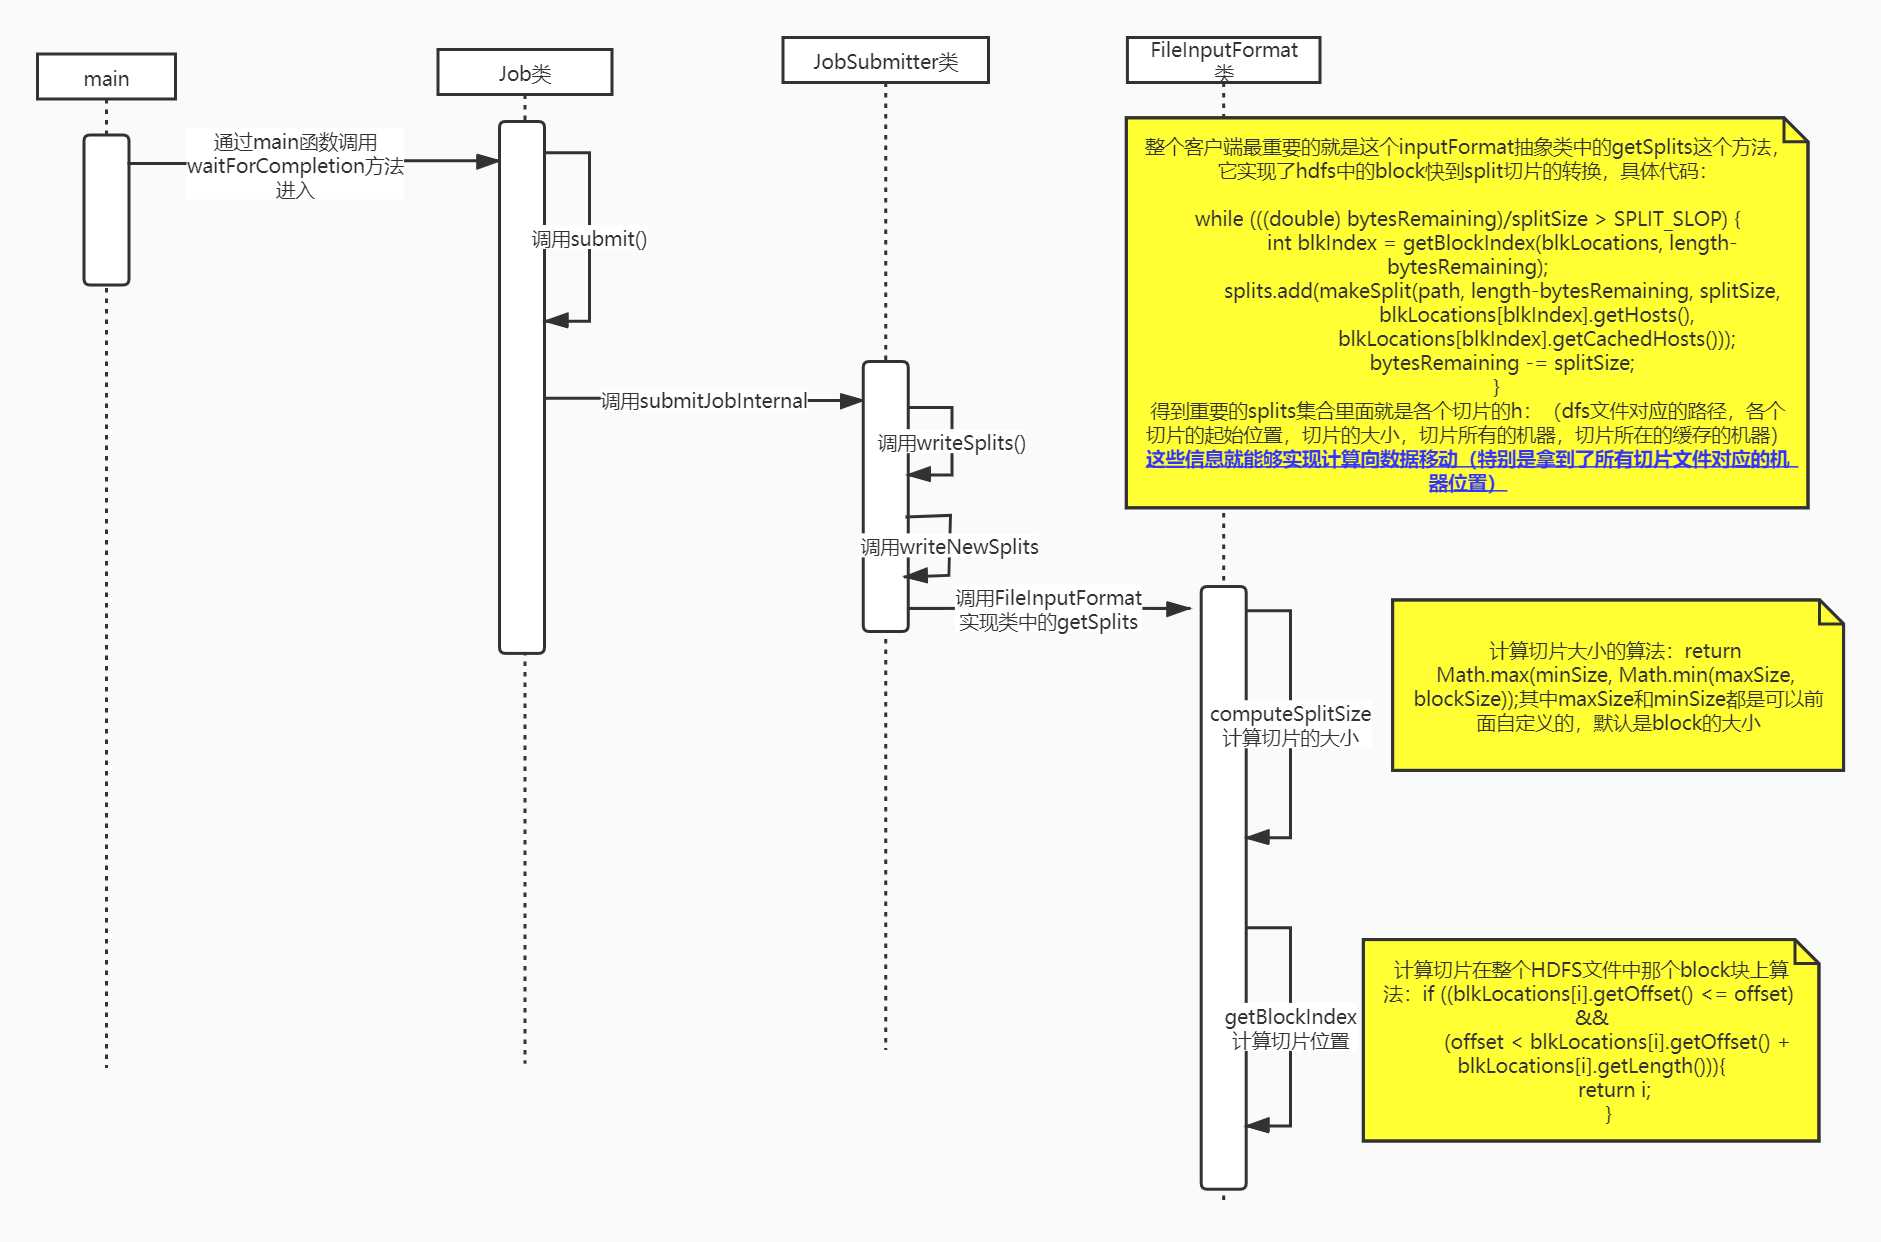 main
Job类
JobSubmitter类
FileInputFormat
类
通过main函数调用
waitForCompletion方法
进入
调用submit()
调用submitJobInternal
调用writeSplits()
调用writeNewSplits
调用FileInputFormat
实现类中的getSplits
整个客户端最重要的就是这个inputFormat抽象类中的getSplits这个方法，
它实现了hdfs中的block快到split切片的转换，具体代码：
while (((double) bytesRemaining)/splitSize > SPLIT_SLOP) {
int blkIndex = getBlockIndex(blkLocations, length-
bytesRemaining);
splits.add(makeSplit(path, length-bytesRemaining, splitSize,
blkLocations[blkIndex].getHosts(),
blkLocations[blkIndex].getCachedHosts()));
bytesRemaining -= splitSize;
}
得到重要的splits集合里面就是各个切片的h：（dfs文件对应的路径，各个
切片的起始位置，切片的大小，切片所有的机器，切片所在的缓存的机器）
这些信息就能够实现计算向数据移动（特别是拿到了所有切片文件对应的机
器位置）
computeSplitSize
计算切片的大小
计算切片大小的算法：return
Math.max(minSize, Math.min(maxSize,
blockSize));其中maxSize和minSize都是可以前
面自定义的，默认是block的大小
getBlockIndex
计算切片位置
计算切片在整个HDFS文件中那个block块上算
法：if ((blkLocations[i].getOffset() <= offset)
&&
(offset < blkLocations[i].getOffset() +
blkLocations[i].getLength())){
return i;
}